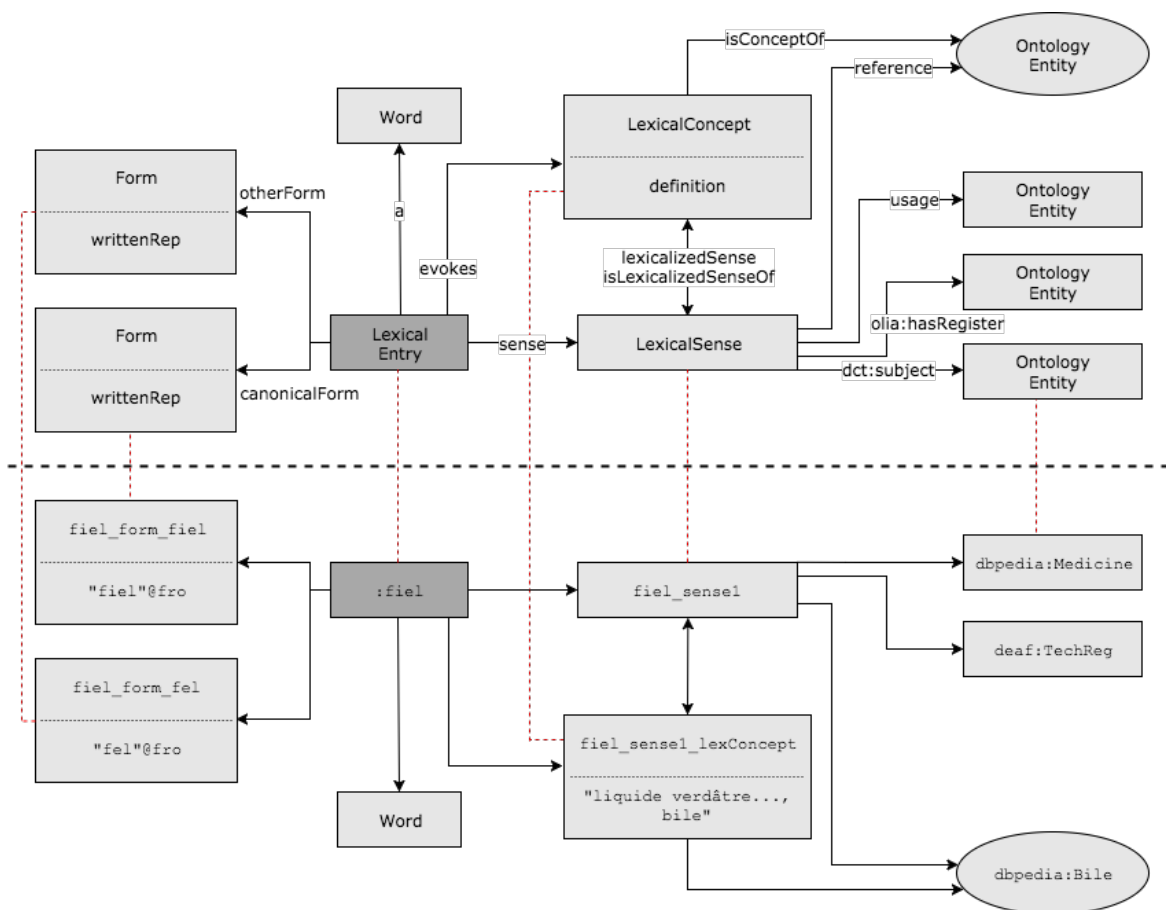 isConceptOf
Ontology
Entity
reference
Word
LexicalConcept
definition
Form
writtenRep
otherForm
a
evokes
usage
Ontology
Entity
lexicalizedSense
isLexicalizedSenseOf
Ontology
Entity
olia:hasRegister
Form
writtenRep
canonicalForm
Lexical
Entry
sense
LexicalSense
dct:subject
Ontology
Entity
fiel_form_fiel
"fiel"@fro
:fiel
fiel_sense1
dbpedia:Medicine
deaf:TechReg
fiel_form_fel
"fel"@fro
fiel_sense1_lexConcept
"liquide verdâtre...,
bile"
Word
dbpedia:Bile